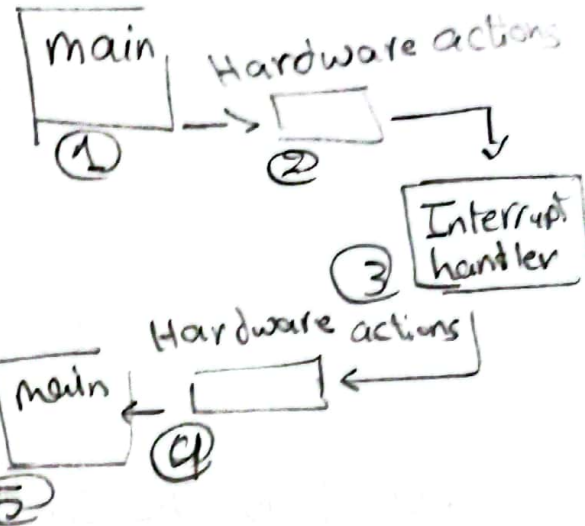 main
Hardware actions
1
2
Interrupt
handler
3
Hardware actions
main
4
5